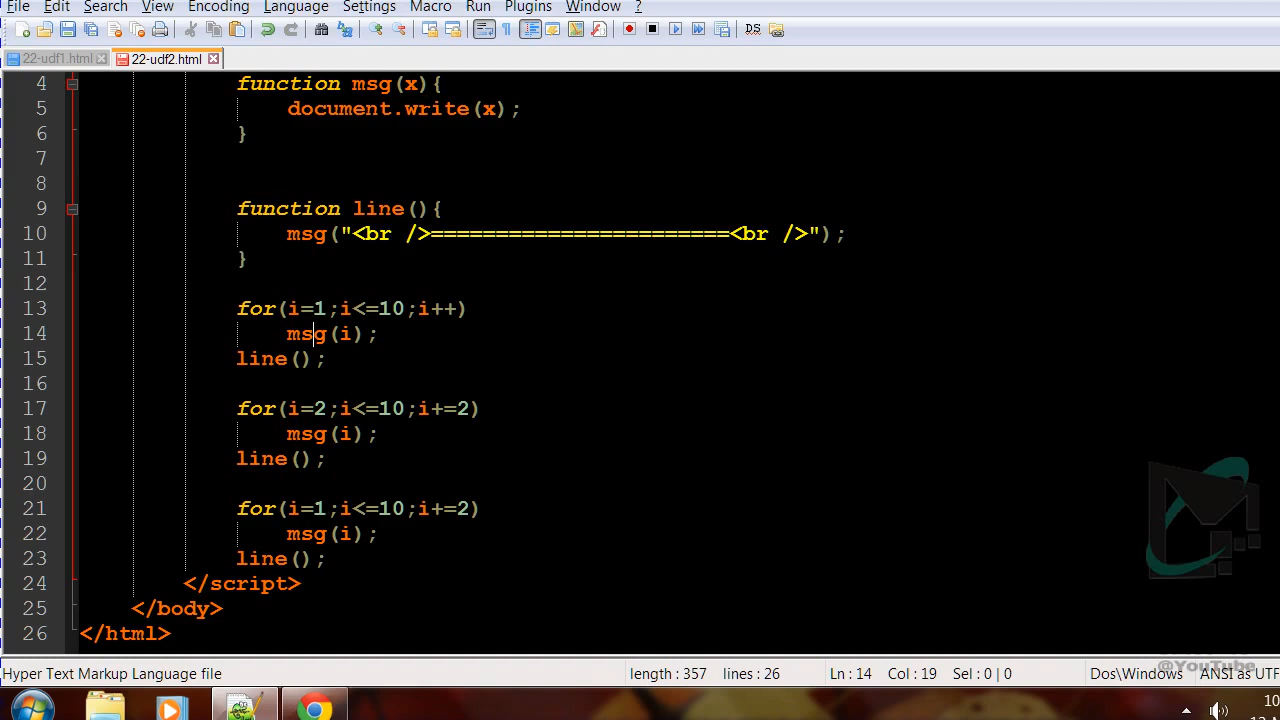 File Edit Search View Encoding Language Settings Macro Run Plugins Window ?
22-udf1.html 22-udf2.html
4 function msg(x){
5 document.write(x);
6 }
7
8
9 function line(){
10 msg("<br />=======================<br />");
11 }
12
13 for(i=1;i<=10;i++)
14 msg(i);
15 line();
16
17 for(i=2;i<=10;i+=2)
18 msg(i);
19 line();
20
21 for(i=1;i<=10;i+=2)
22 msg(i);
23 line();
24 </script>
25 </body>
26 </html>
@YouTube
Hyper Text Markup Language file length : 357 lines : 26 Ln : 14 Col : 19 Sel : 0 | 0 Dos\Windows ANSI as UTF
10